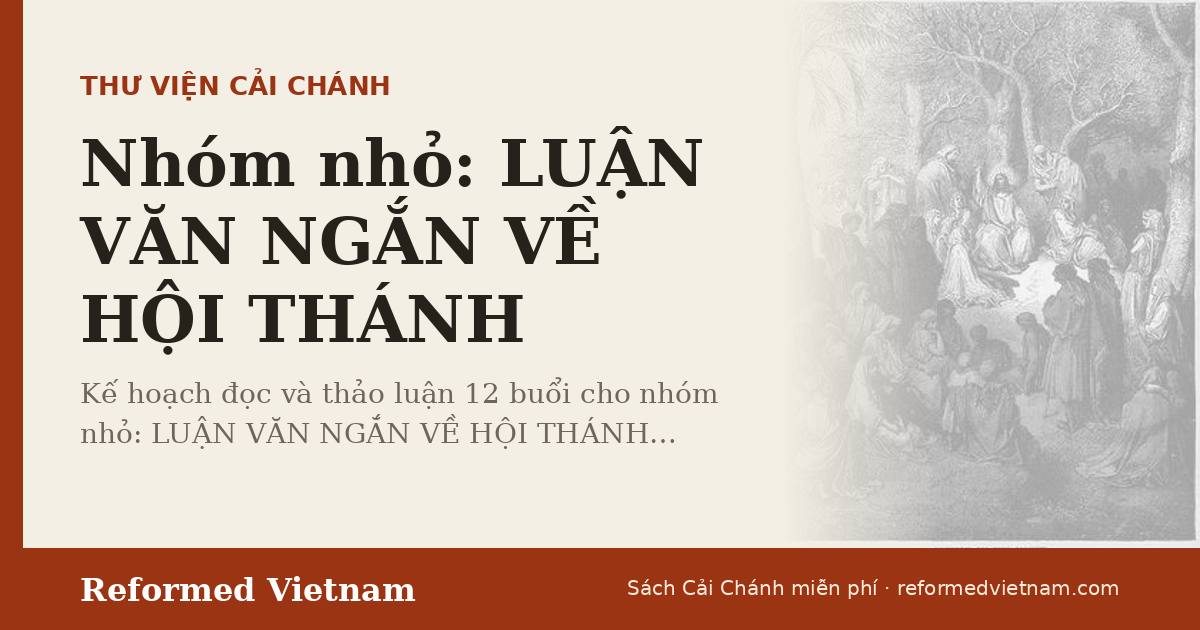 THƯ VIỆN CẢI CHÁNH
Nhóm nhỏ: LUẬN
VĂN NGẮN VỀ
HỘI THÁNH
Kế hoạch đọc và thảo luận 12 buổi cho nhóm
nhỏ: LUẬN VĂN NGẮN VỀ HỘI THÁNH...
Reformed Vietnam
Sách Cải Chánh miễn phí · reformedvietnam.com